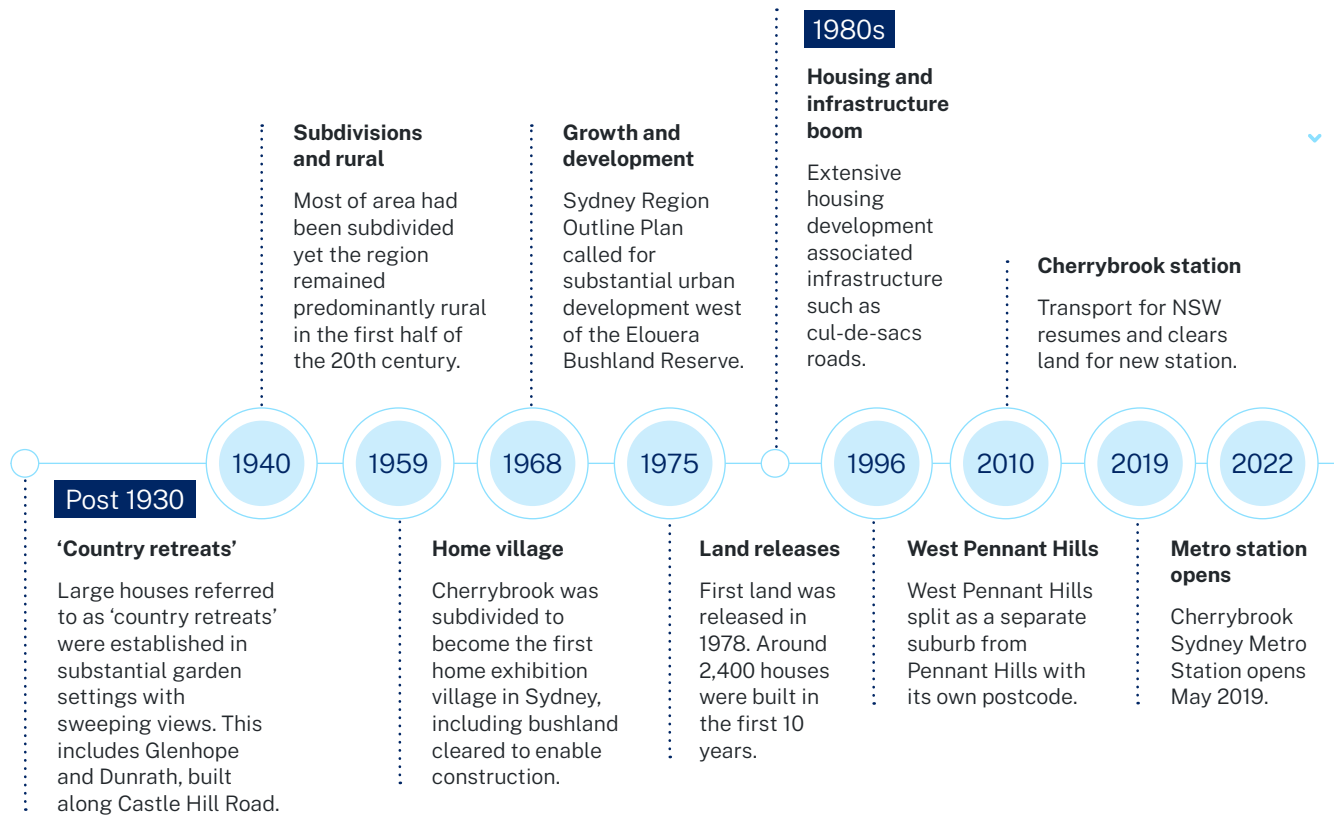 1980s
Housing and
infrastructure
boom
Extensive
housing
development
associated
infrastructure
such as
cul-de-sacs
roads.
Subdivisions
and rural
Most of area had
been subdivided
yet the region
remained
predominantly rural
in the first half of
the 20th century.
Growth and
development
Sydney Region
Outline Plan
called for
substantial urban
development west
of the Elouera
Bushland Reserve.
Cherrybrook station
Transport for NSW
resumes and clears
land for new station.
1940
1959
1968
1975
1996
2010
2019
2022
Post 1930
‘Country retreats’
Large houses referred
to as ‘country retreats’
were established in
substantial garden
settings with
sweeping views. This
includes Glenhope
and Dunrath, built
along Castle Hill Road.
Home village
Cherrybrook was
subdivided to
become the first
home exhibition
village in Sydney,
including bushland
cleared to enable
construction.
Land releases
First land was
released in
1978. Around
2,400 houses
were built in
the first 10
years.
West Pennant Hills
West Pennant Hills
split as a separate
suburb from
Pennant Hills with
its own postcode.
Metro station
opens
Cherrybrook
Sydney Metro
Station opens
May 2019.